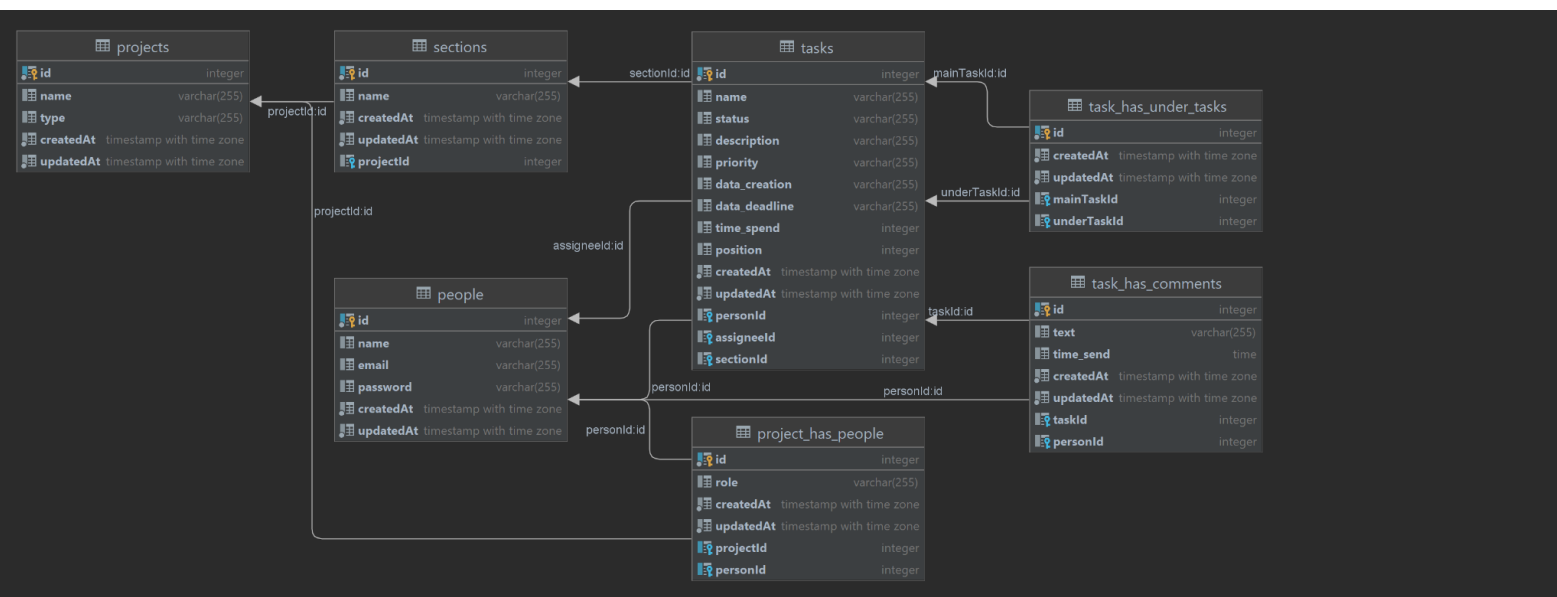 projects
id integer
name varchar(255)
type varchar(255)
createdAt timestamp with time zone
updatedAt timestamp with time zone
projectId:id
sections
id integer
name varchar(255)
createdAt timestamp with time zone
updatedAt timestamp with time zone
projectId integer
sectionId:id
tasks
id integer
name varchar(255)
status varchar(255)
description varchar(255)
priority varchar(255)
data_creation varchar(255)
data_deadline varchar(255)
time_spend integer
position integer
createdAt timestamp with time zone
updatedAt timestamp with time zone
personId integer
assigneeId integer
sectionId integer
mainTaskId:id
task_has_under_tasks
id integer
createdAt timestamp with time zone
updatedAt timestamp with time zone
mainTaskId integer
underTaskId integer
underTaskId:id
projectId:id
assigneeId:id
people
id integer
name varchar(255)
email varchar(255)
password varchar(255)
createdAt timestamp with time zone
updatedAt timestamp with time zone
taskId:id
task_has_comments
id integer
text varchar(255)
time_send time
createdAt timestamp with time zone
updatedAt timestamp with time zone
taskId integer
personId integer
personId:id
personId:id
personId:id
project_has_people
id integer
role varchar(255)
createdAt timestamp with time zone
updatedAt timestamp with time zone
projectId integer
personId integer